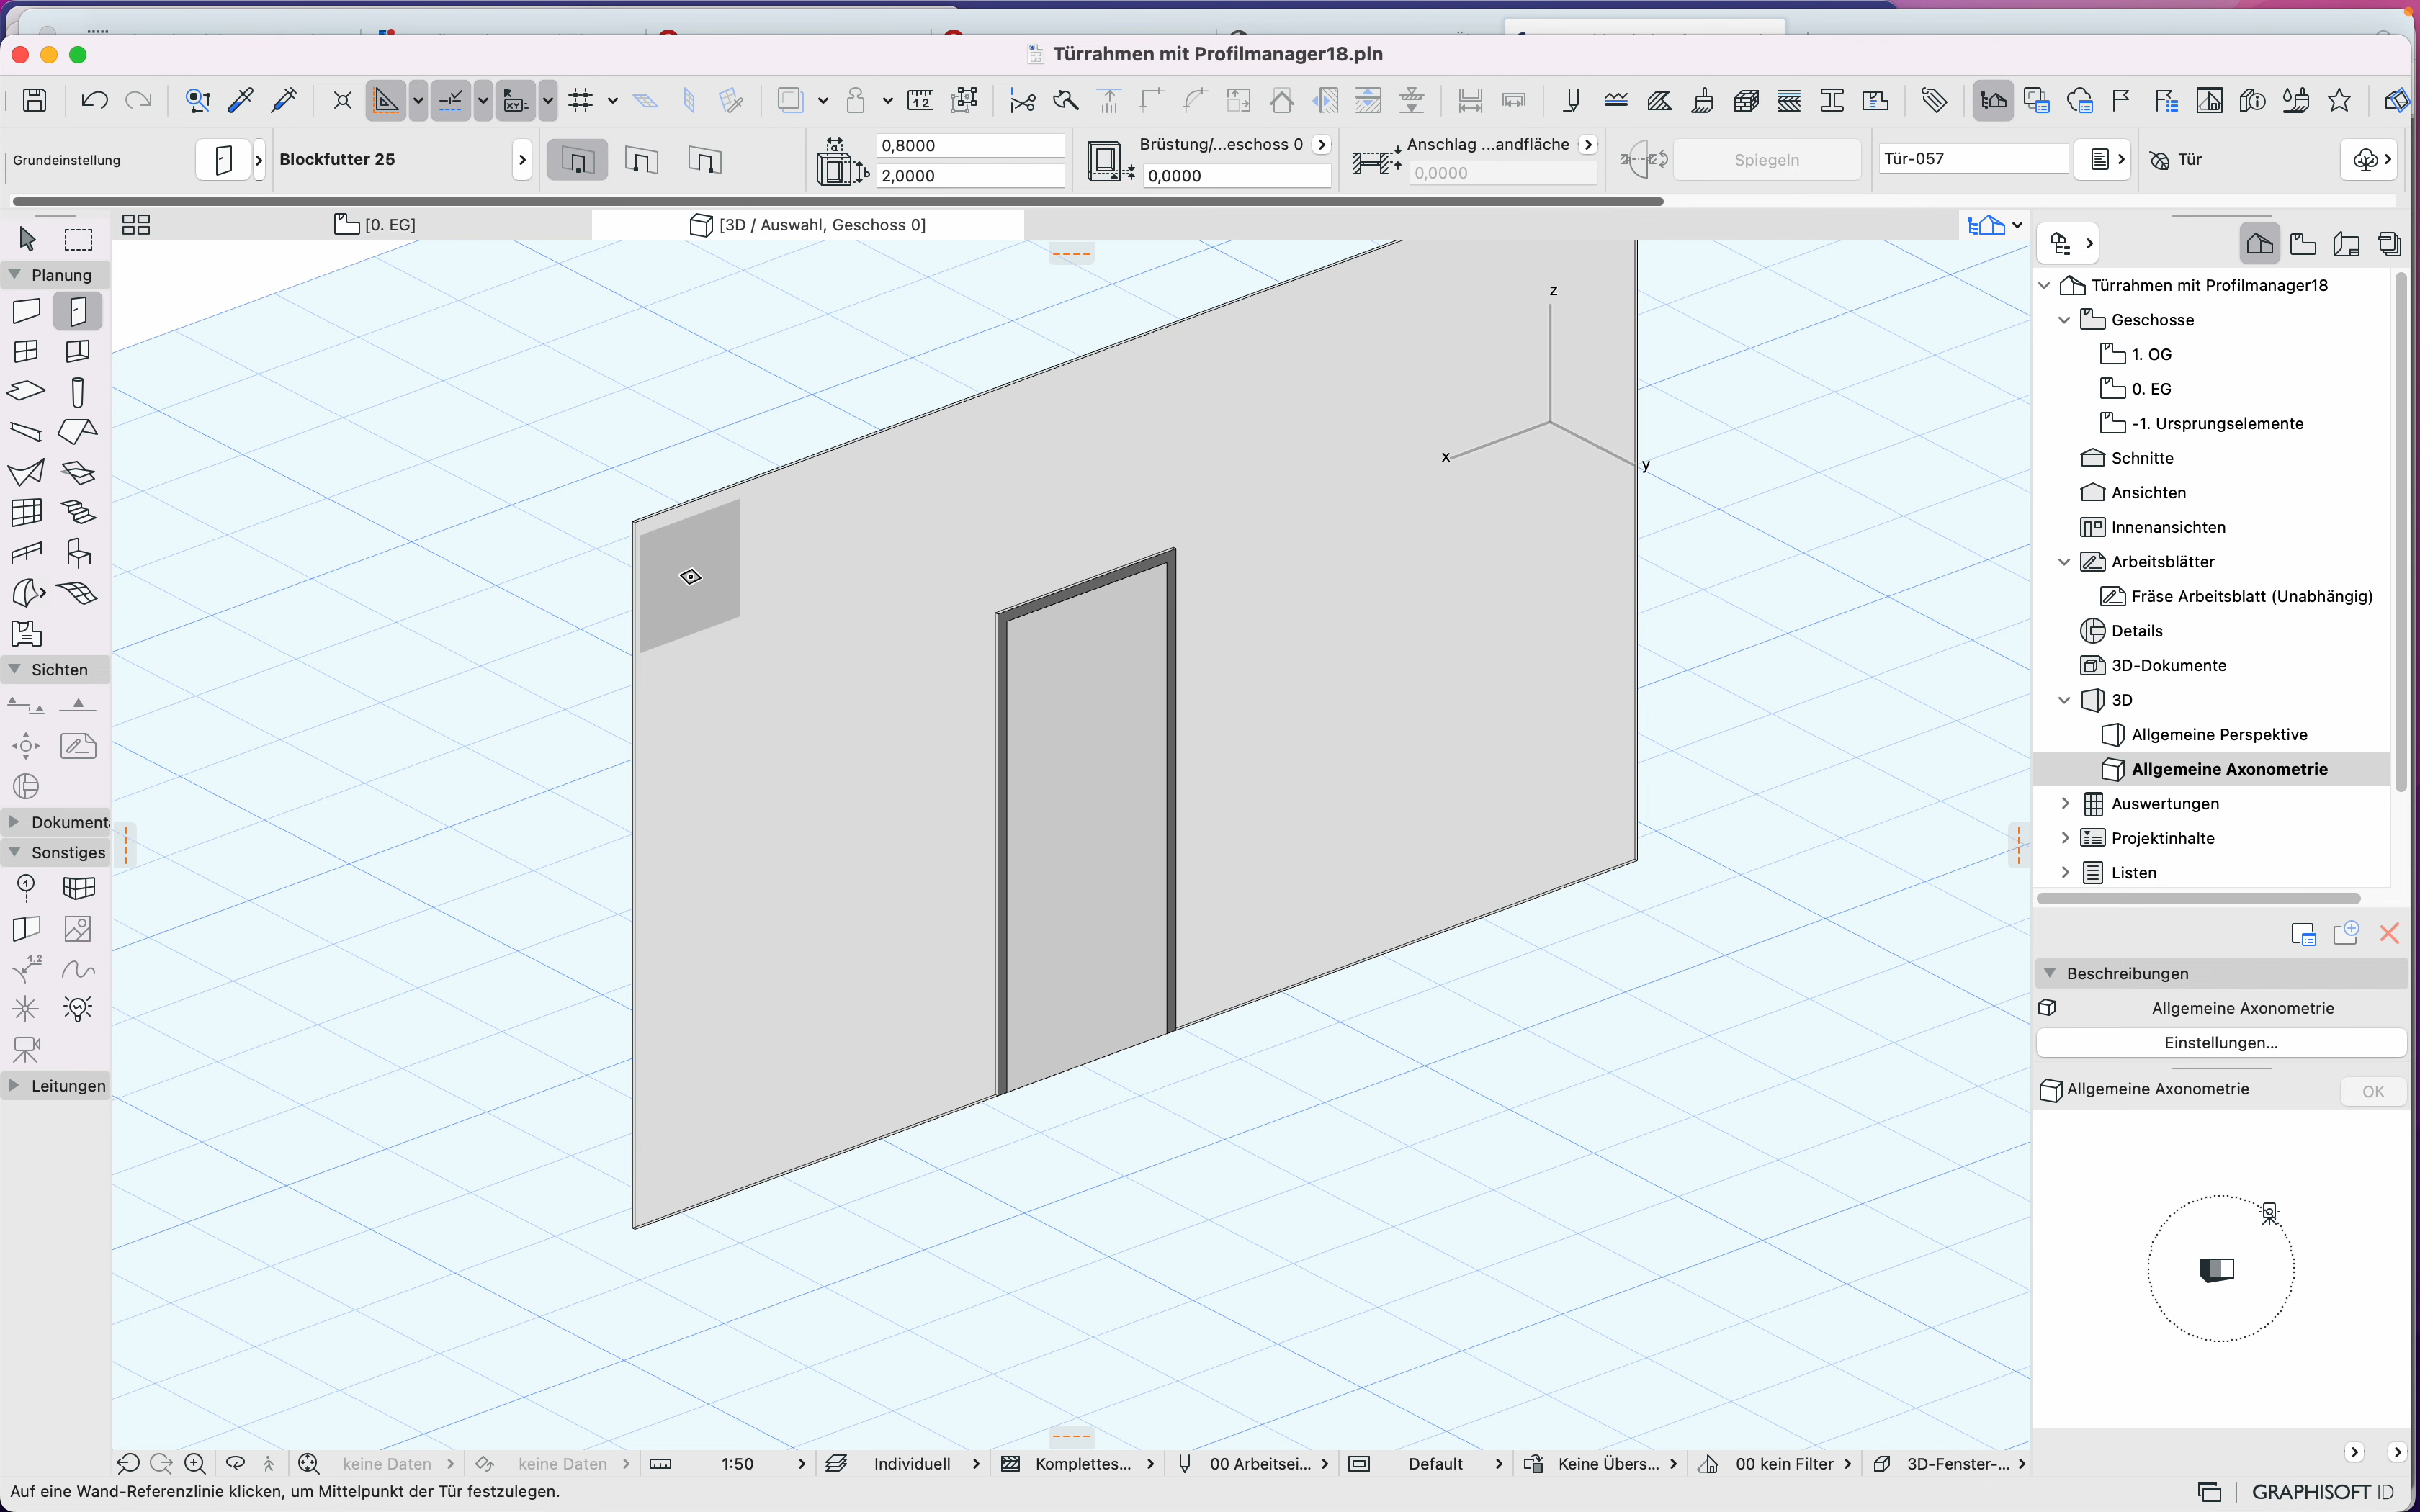 Türrahmen mit Profilmanager18.pln
Grundeinstellung
Blockfutter 25
0,8000
2,0000
Brüstung/...eschoss 0
0,0000
Anschlag ...andfläche
0,0000
Spiegeln
Tür-057
Tür
[0. EG]
[3D / Auswahl, Geschoss 0]
Planung
Sichten
Dokument
Sonstiges
Leitungen
z
x
y
Türrahmen mit Profilmanager18
Geschosse
1. OG
0. EG
-1. Ursprungselemente
Schnitte
Ansichten
Innenansichten
Arbeitsblätter
Fräse Arbeitsblatt (Unabhängig)
Details
3D-Dokumente
3D
Allgemeine Perspektive
Allgemeine Axonometrie
Auswertungen
Projektinhalte
Listen
Beschreibungen
Allgemeine Axonometrie
Einstellungen...
Allgemeine Axonometrie
OK
keine Daten
keine Daten
1:50
Individuell
Komplettes...
00 Arbeitsei...
Default
Keine Übers...
00 kein Filter
3D-Fenster-...
Auf eine Wand-Referenzlinie klicken, um Mittelpunkt der Tür festzulegen.
GRAPHISOFT ID